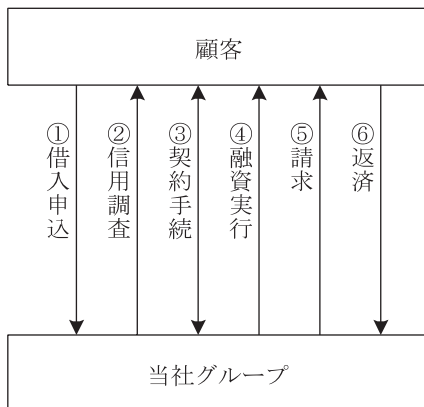 顧客
①借入申込
②信用調査
③契約手続
④融資実行
⑤請求
⑥返済
当社グループ